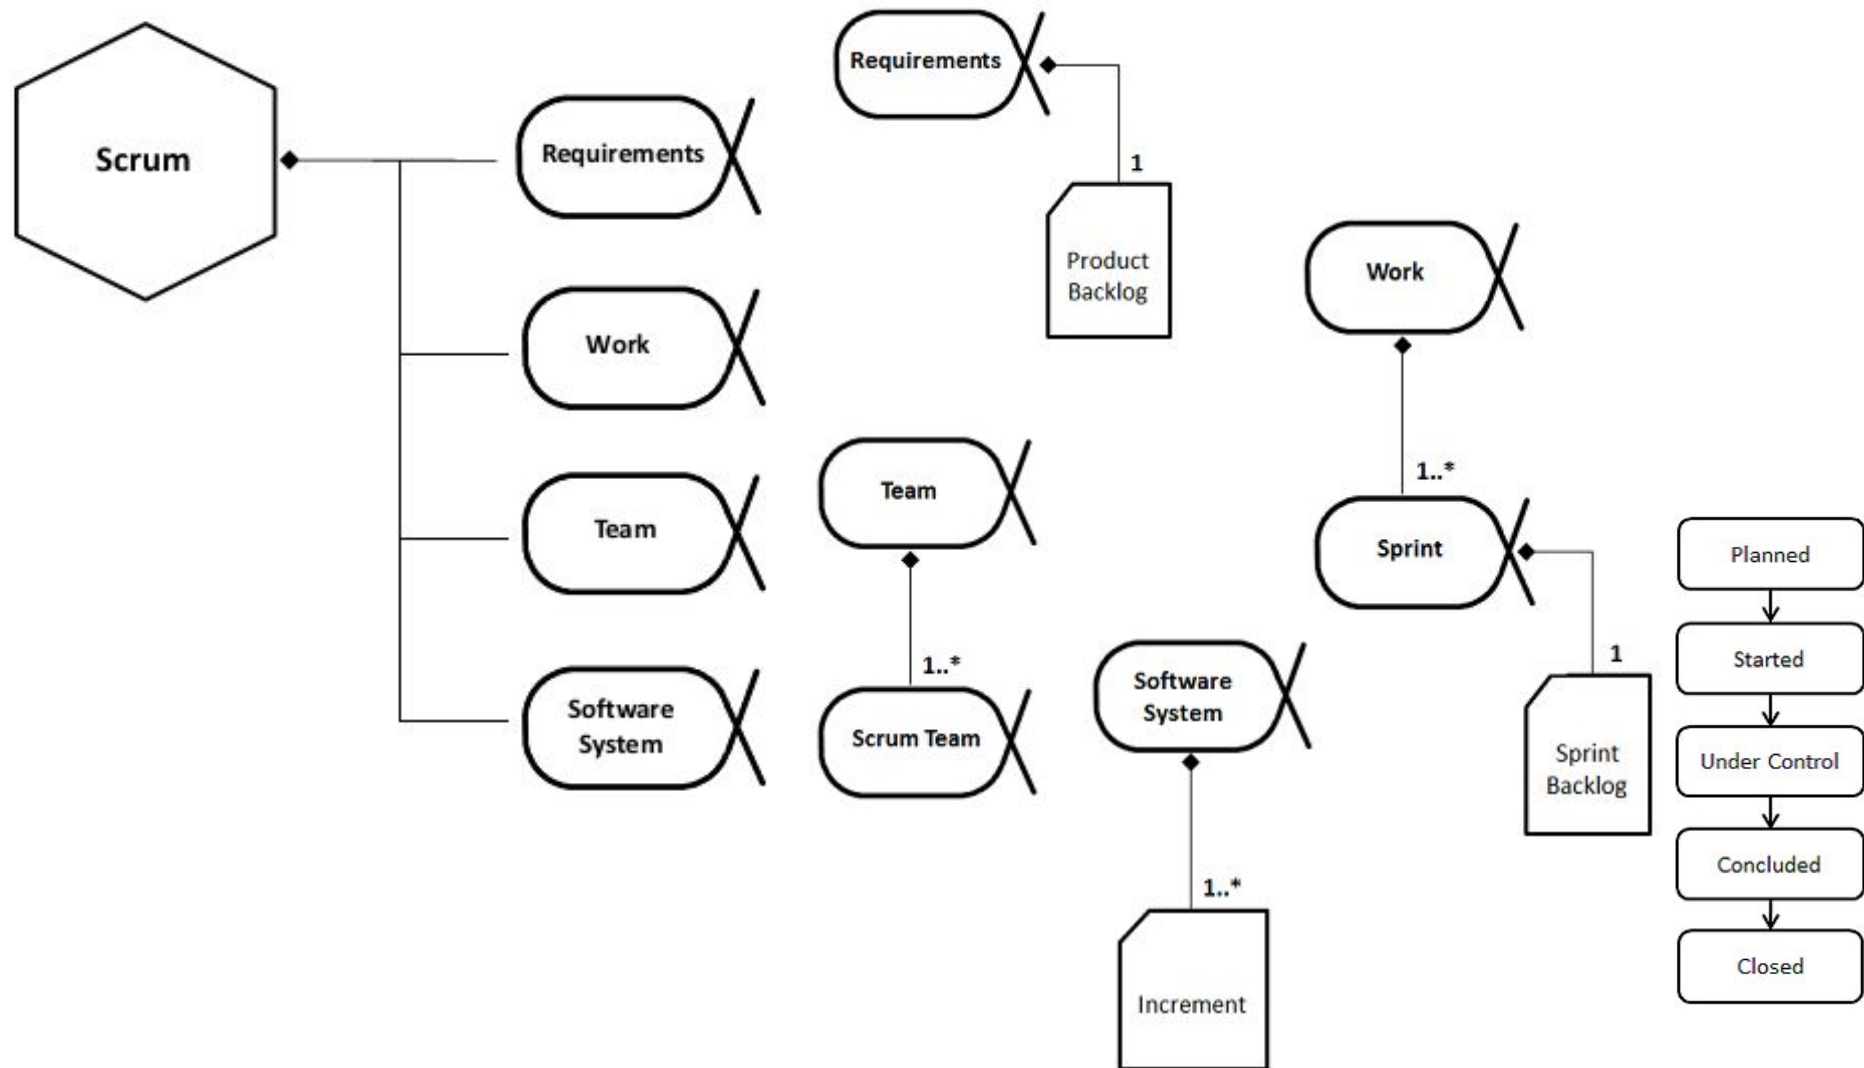 Scrum
Requirements
Work
Team
Software
System
Requirements
1
Product
Backlog
Team
1..*
Scrum Team
Software
System
1..*
Increment
Work
1..*
Sprint
1
Sprint
Backlog
Planned
Started
Under Control
Concluded
Closed